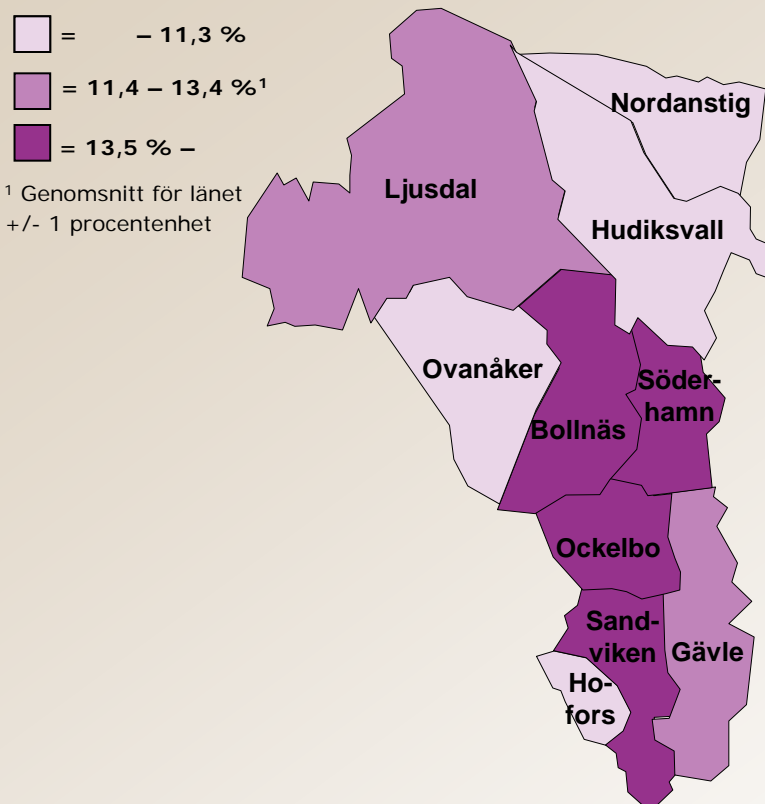 = – 11,3 %
= 11,4 – 13,4 %¹
= 13,5 % –
¹ Genomsnitt för länet
+/- 1 procentenhet
Nordanstig
Ljusdal
Hudiksvall
Ovanåker
Söder-
hamn
Bollnäs
Ockelbo
Sand-
viken
Gävle
Ho-
fors